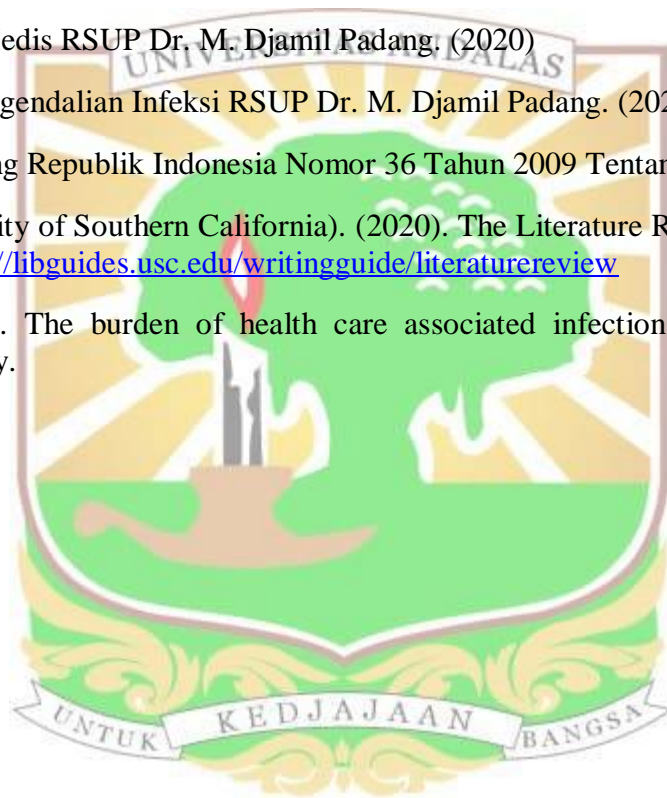 edis RSUP Dr. M. Djamil Padang. (2020)
UNIVERSITAS ANDALAS
gendalian Infeksi RSUP Dr. M. Djamil Padang. (202
ng Republik Indonesia Nomor 36 Tahun 2009 Tentan
ity of Southern California). (2020). The Literature R
//libguides.usc.edu/writingguide/literaturereview
. The burden of health care associated infection
y.
UNTUK KEDJAJAAN BANGSA